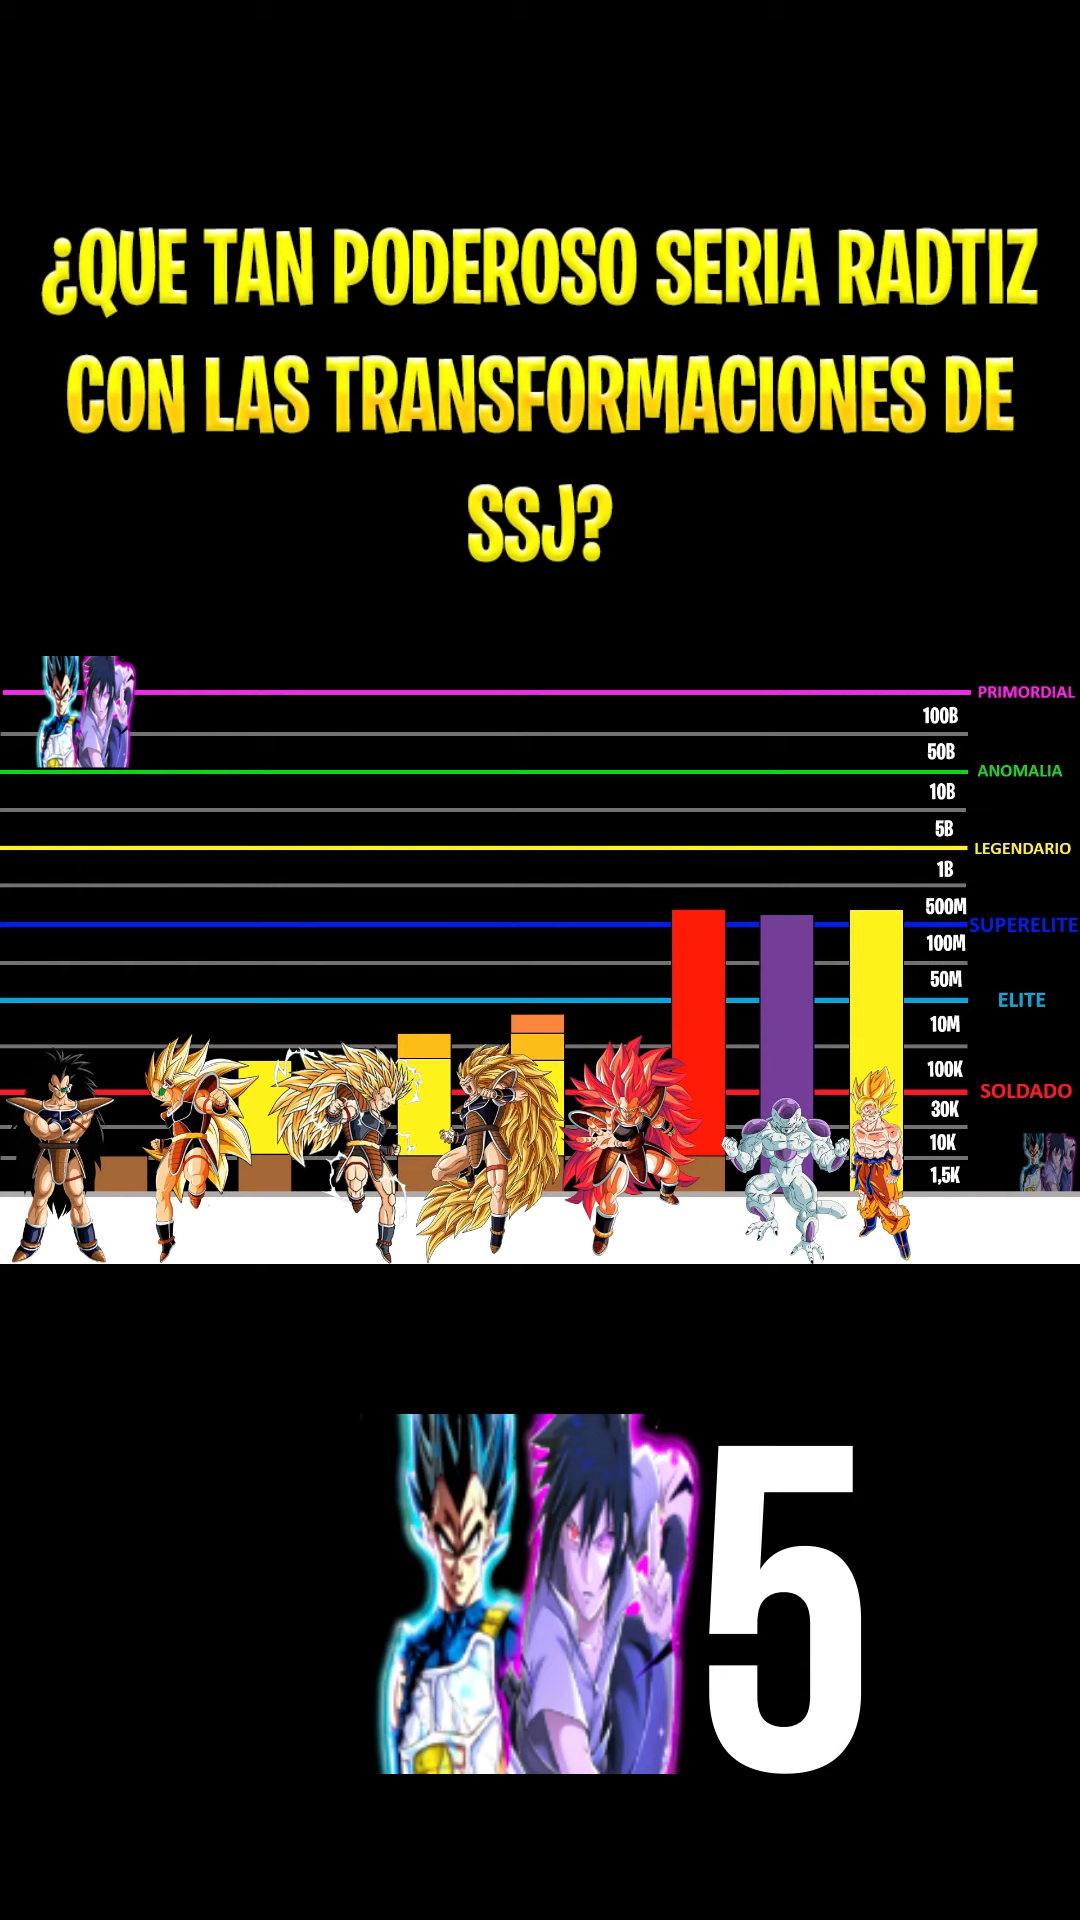 ¿QUE TAN PODEROSO SERIA RADTIZ
CON LAS TRANSFORMACIONES DE
SSJ?
PRIMORDIAL
100B
50B
ANOMALIA
10B
5B
LEGENDARIO
1B
500M
SUPERELITE
100M
50M
ELITE
10M
100K
SOLDADO
30K
10K
1,5K
5